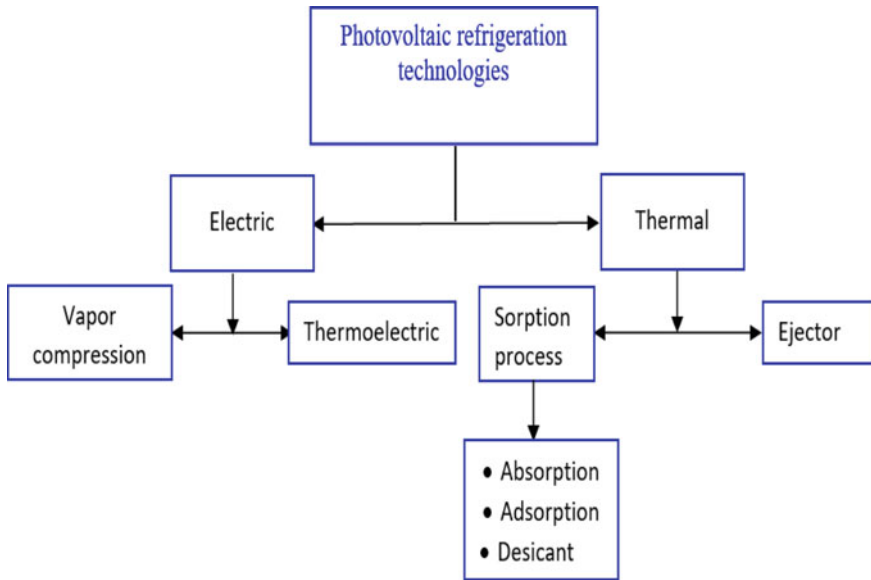 Photovoltaic refrigeration
technologies
Electric
Thermal
Vapor
compression
Thermoelectric
Sorption
process
Ejector
• Absorption
• Adsorption
• Desicant